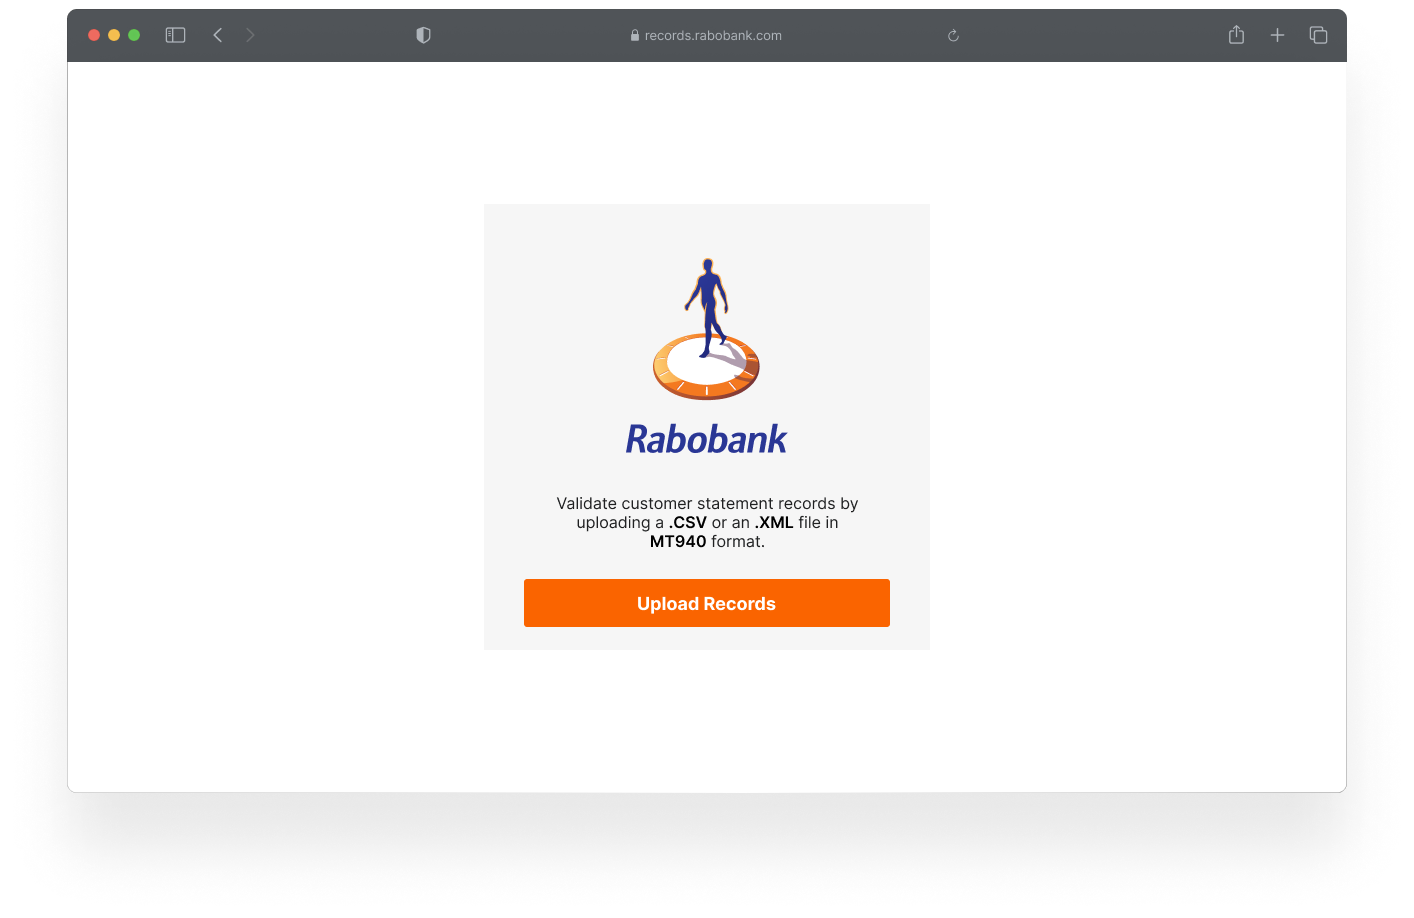 records.rabobank.com
Rabobank
Validate customer statement records by
uploading a .CSV or an .XML file in
MT940 format.
Upload Records